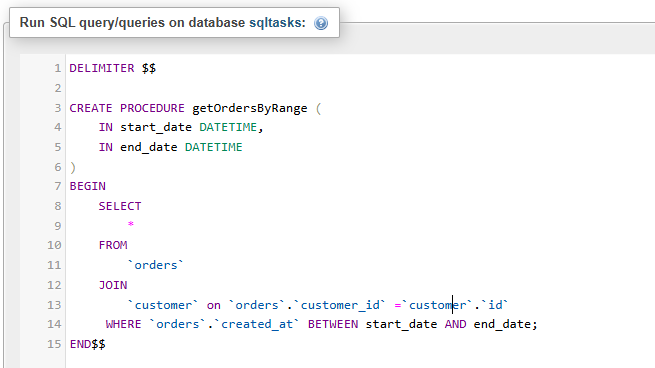 Run SQL query/queries on database sqltasks:
1 DELIMITER $$
2
3 CREATE PROCEDURE getOrdersByRange (
4     IN start_date DATETIME,
5     IN end_date DATETIME
6 )
7 BEGIN
8     SELECT
9         *
10     FROM
11         `orders`
12     JOIN
13         `customer` on `orders`.`customer_id` =`customer`.`id`
14      WHERE `orders`.`created_at` BETWEEN start_date AND end_date;
15 END$$